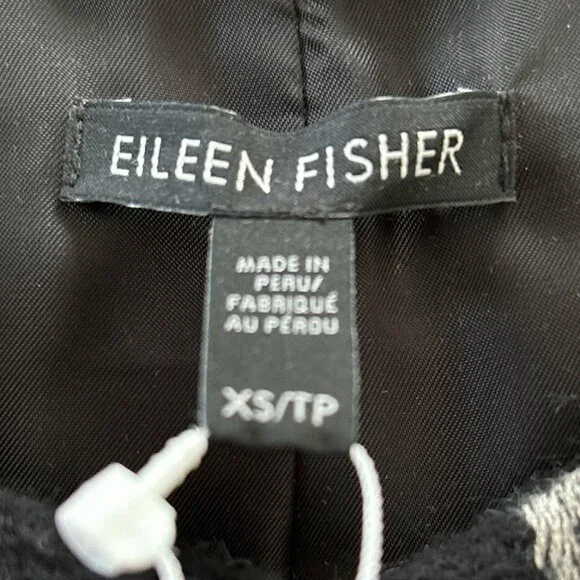 EILEEN FISHER
MADE IN
PERU/
FABRIQUÉ
AU PÉROU
XS/TP